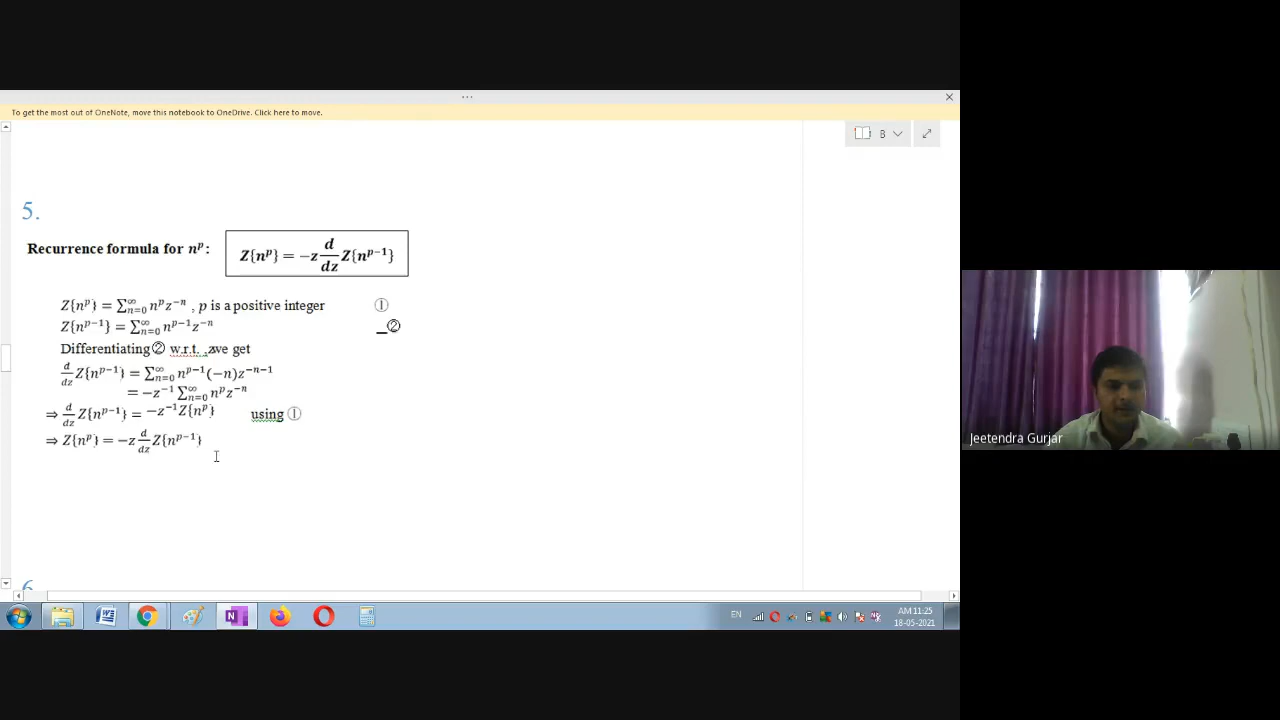 To get the most out of OneNote, move this notebook to OneDrive. Click here to move.
B
5.
Recurrence formula for n^p: Z{n^p} = −z d/dz Z{n^{p−1}}
Z{n^p} = ∑_{n=0}^∞ n^p z^{−n} , p is a positive integer ①
Z{n^{p−1}} = ∑_{n=0}^∞ n^{p−1} z^{−n} _②
Differentiating ② w.r.t. ,zwe get
d/dz Z{n^{p−1}} = ∑_{n=0}^∞ n^{p−1}(−n)z^{−n−1}
= −z^{−1} ∑_{n=0}^∞ n^p z^{−n}
⇒ d/dz Z{n^{p−1}} = −z^{−1}Z{n^p} using ①
⇒ Z{n^p} = −z d/dz Z{n^{p−1}}
Jeetendra Gurjar
EN
AM 11:25
18-05-2021